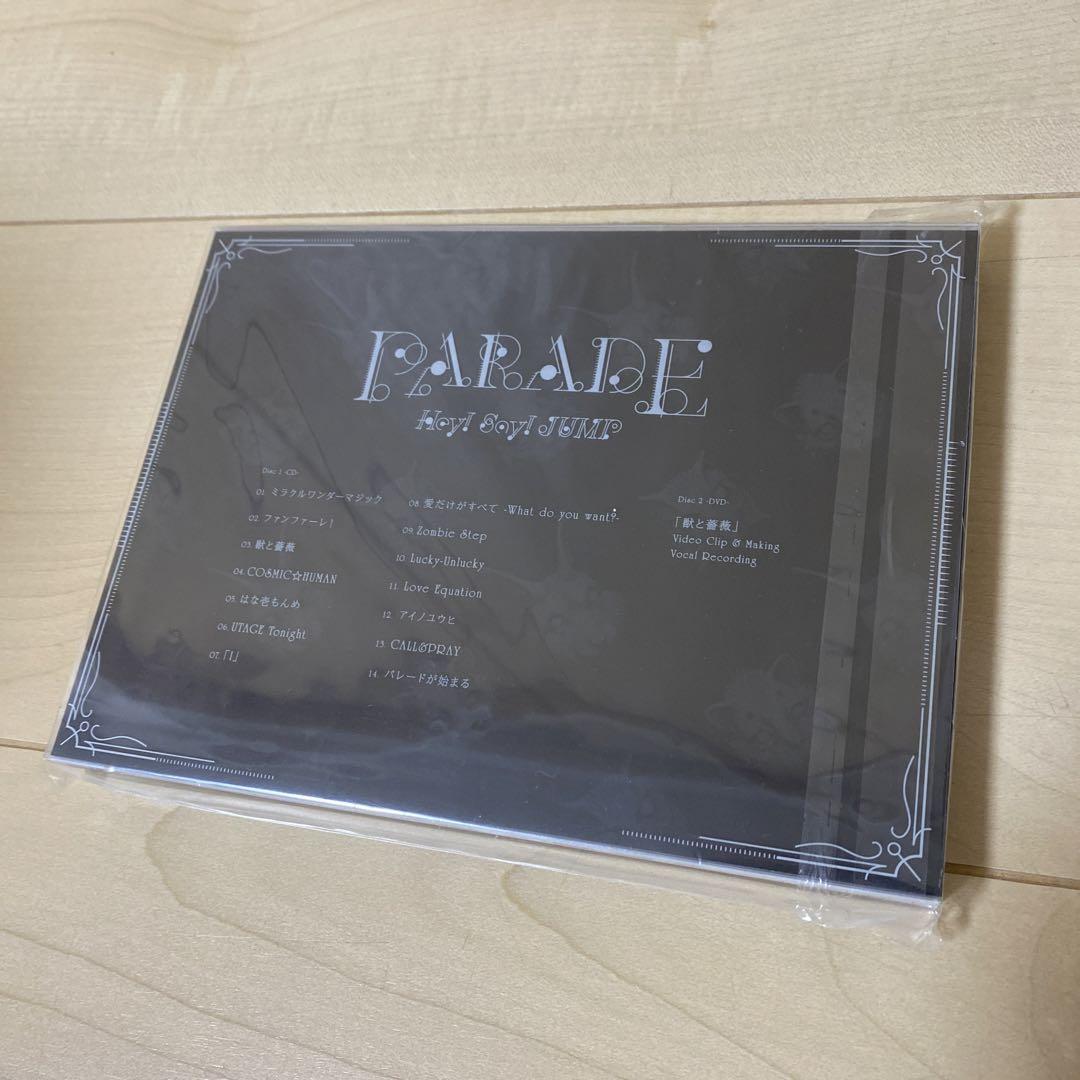 PARADE
Hey! Say! JUMP
Disc 1 -CD-
01. ミラクルワンダーマジック
02. ファンファーレ!
03. 獣と薔薇
04. COSMIC☆HUMAN
05. はな壱もんめ
06. UTAGE Tonight
07. 「I」
08. 愛だけがすべて -What do you want?-
09. Zombie Step
10. Lucky-Unlucky
11. Love Equation
12. アイノユウヒ
13. CALL&PRAY
14. パレードが始まる
Disc 2 -DVD-
「獣と薔薇」
Video Clip & Making
Vocal Recording